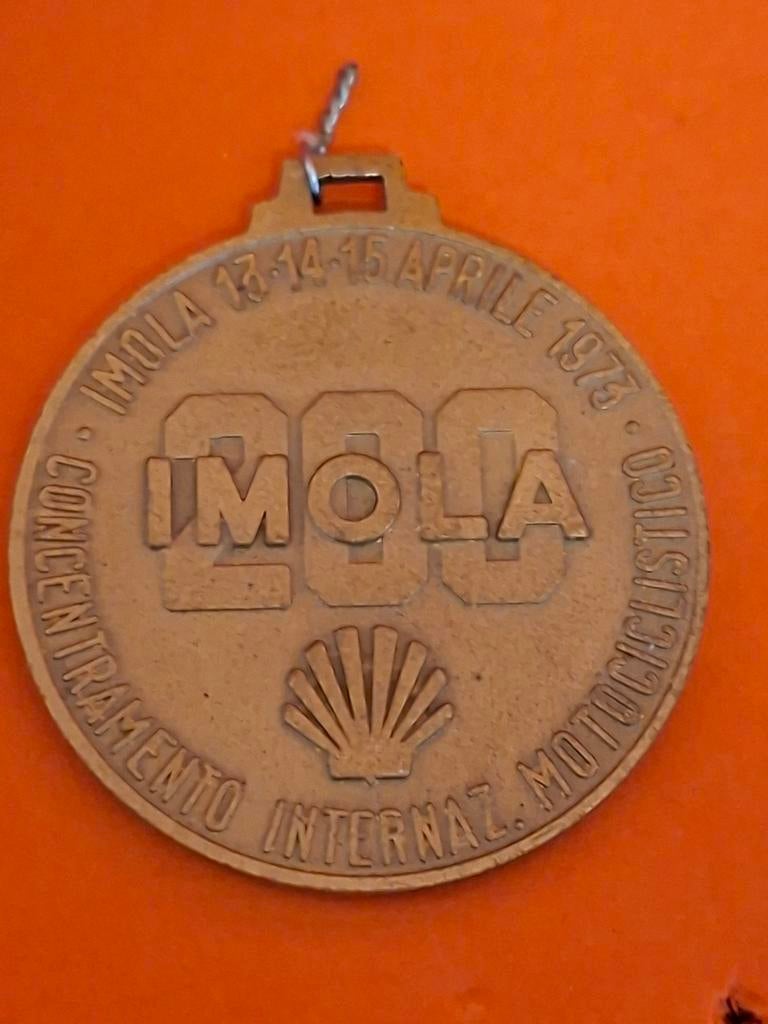 IMOLA 13·14·15 APRILE 1973
200
IMOLA
· CONCENTRAMENTO INTERNAZ. MOTOCICLISTICO ·